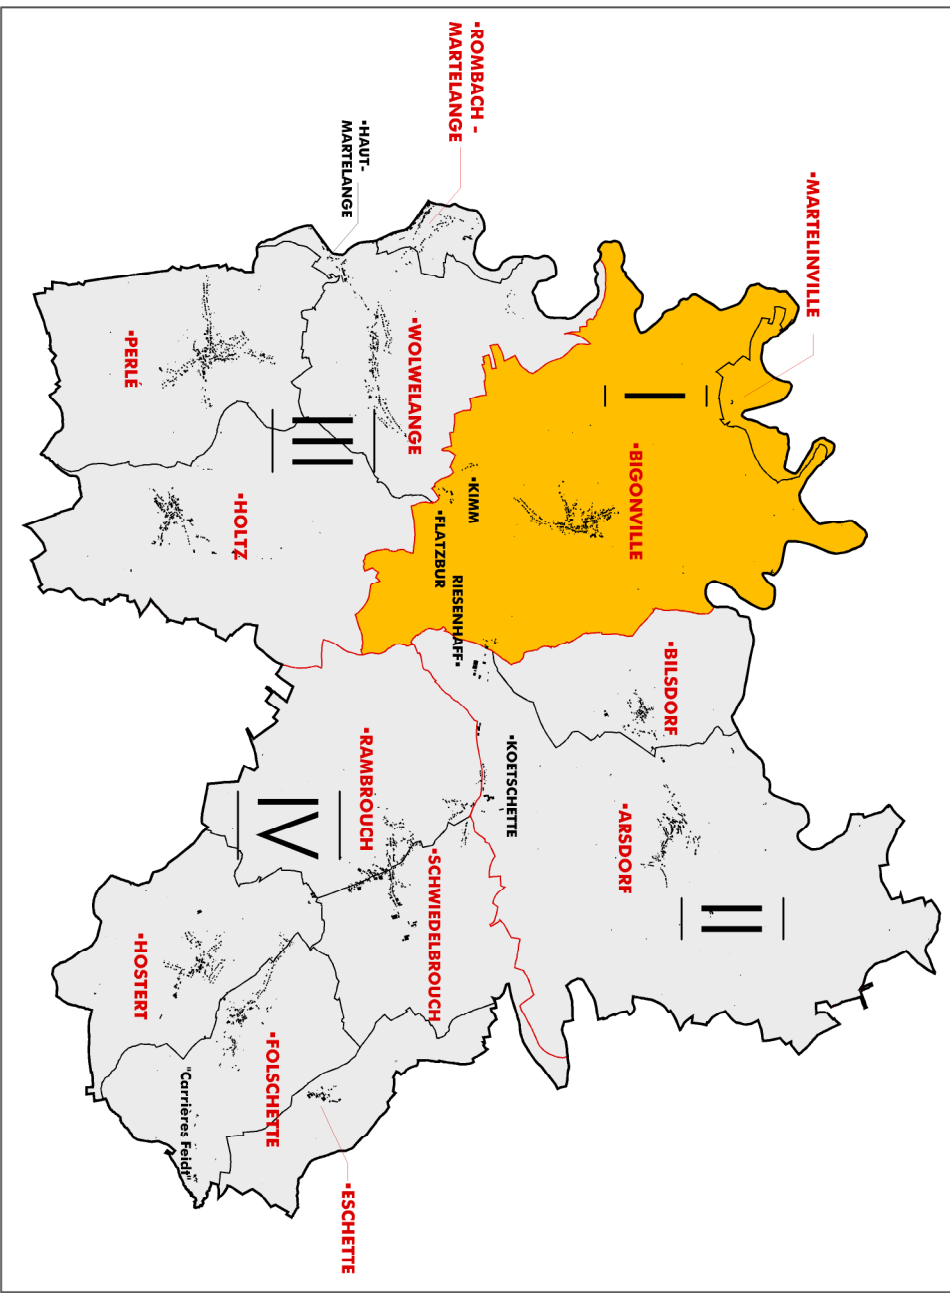 ▪MARTELINVILLE
▪ROMBACH -
MARTELANGE
▪HAUT-
MARTELANGE
I
▪BIGONVILLE
▪WOLWELANGE
▪PERLÉ
III
▪HOLTZ
▪KIMM
▪FLATZBUR
RIESENHAFF▪
▪BILSDORF
▪KOETSCHETTE
▪ARSDORF
II
▪RAMBROUCH
IV
▪SCHWIEDELBROUCH
▪HOSTERT
▪FOLSCHETTE
"Carrières Feidt"
▪ESCHETTE